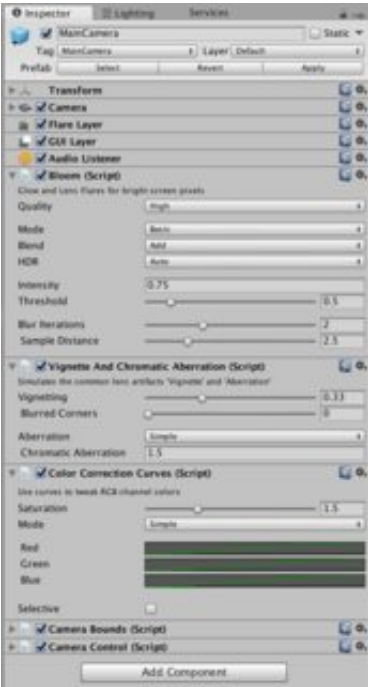 Inspector Lighting Services
MainCamera Static
Tag MainCamera Layer Default
Prefab Select Revert Apply
Transform
Camera
Flare Layer
GUI Layer
Audio Listener
Bloom (Script)
Glow and Lens Flares for bright screen pixels
Quality High
Mode Basic
Blend Add
HDR Auto
Intensity 0.75
Threshold 0.5
Blur Iterations 2
Sample Distance 2.5
Vignette And Chromatic Aberration (Script)
Simulates the common lens artifacts 'Vignette' and 'Aberration'
Vignetting 0.33
Blurred Corners 0
Aberration Simple
Chromatic Aberration 1.5
Color Correction Curves (Script)
Use curves to tweak RGB channel colors
Saturation 1.5
Mode Simple
Red
Green
Blue
Selective
Camera Bounds (Script)
Camera Control (Script)
Add Component